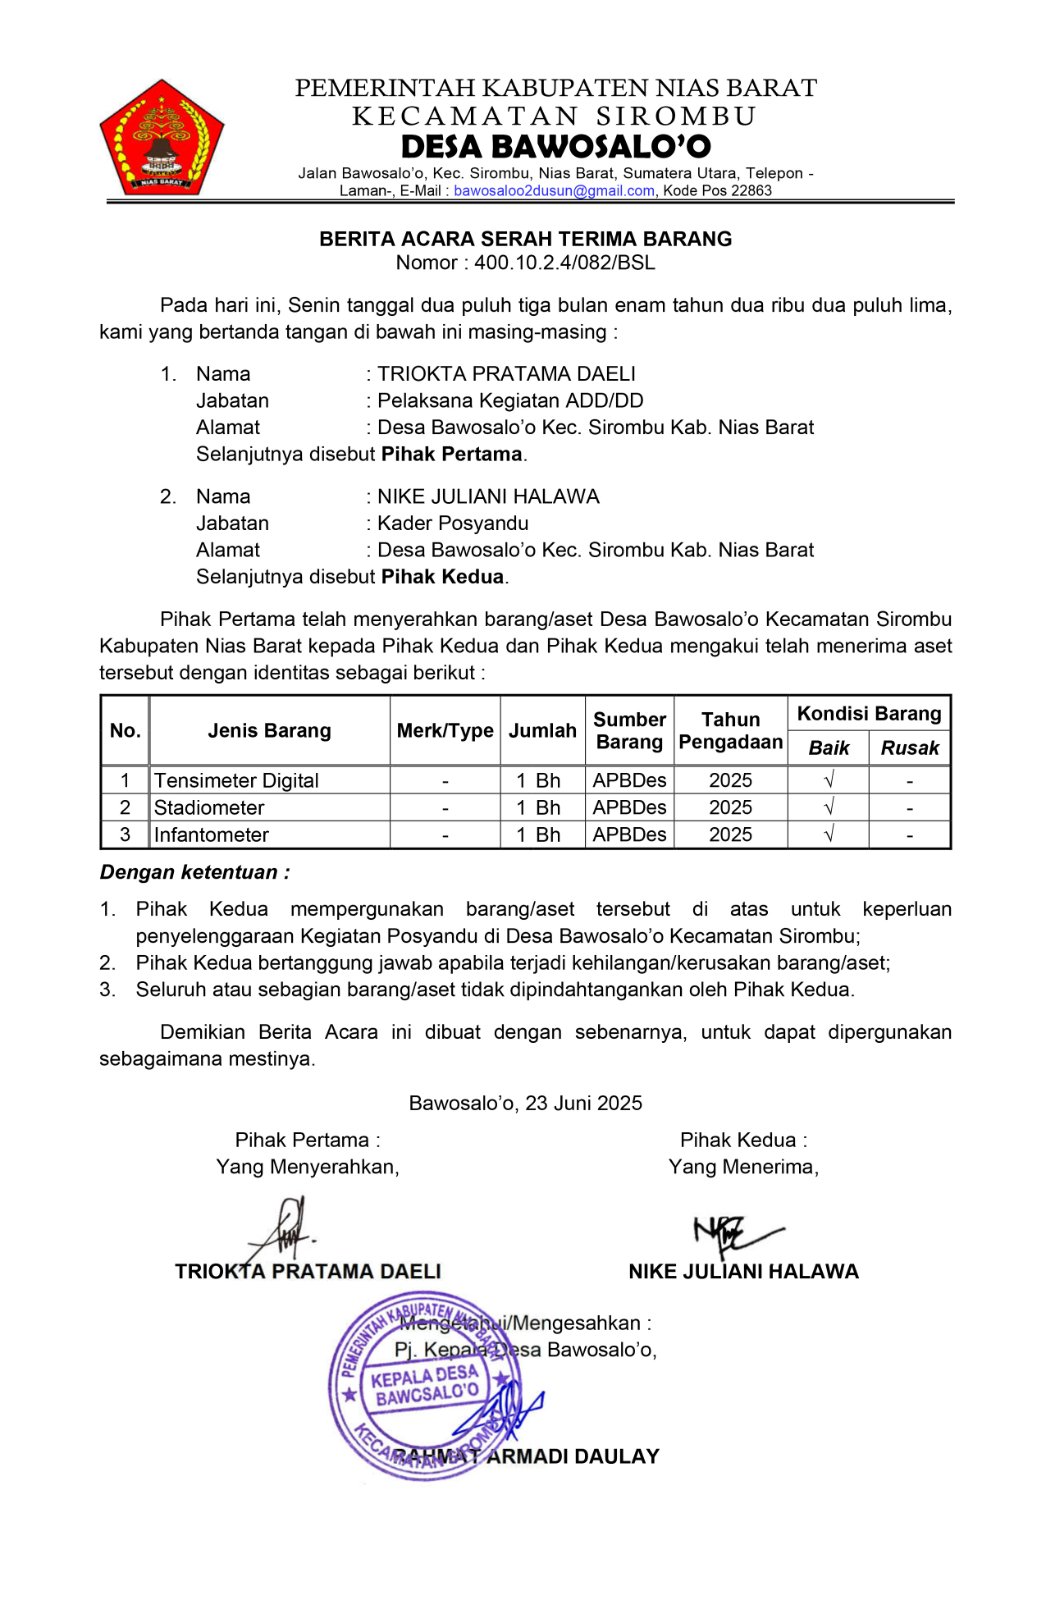 PEMERINTAH KABUPATEN NIAS BARAT
KECAMATAN SIROMBU
DESA BAWOSALO’O
Jalan Bawosalo’o, Kec. Sirombu, Nias Barat, Sumatera Utara, Telepon -
Laman-, E-Mail : bawosaloo2dusun@gmail.com, Kode Pos 22863
NIAS BARAT
BERITA ACARA SERAH TERIMA BARANG
Nomor : 400.10.2.4/082/BSL
Pada hari ini, Senin tanggal dua puluh tiga bulan enam tahun dua ribu dua puluh lima,
kami yang bertanda tangan di bawah ini masing-masing :
1. Nama : TRIOKTA PRATAMA DAELI
Jabatan : Pelaksana Kegiatan ADD/DD
Alamat : Desa Bawosalo’o Kec. Sirombu Kab. Nias Barat
Selanjutnya disebut Pihak Pertama.
2. Nama : NIKE JULIANI HALAWA
Jabatan : Kader Posyandu
Alamat : Desa Bawosalo’o Kec. Sirombu Kab. Nias Barat
Selanjutnya disebut Pihak Kedua.
Pihak Pertama telah menyerahkan barang/aset Desa Bawosalo’o Kecamatan Sirombu
Kabupaten Nias Barat kepada Pihak Kedua dan Pihak Kedua mengakui telah menerima aset
tersebut dengan identitas sebagai berikut :
No. Jenis Barang Merk/Type Jumlah Sumber Barang Tahun Pengadaan Kondisi Barang
Baik Rusak
1 Tensimeter Digital - 1 Bh APBDes 2025 √ -
2 Stadiometer - 1 Bh APBDes 2025 √ -
3 Infantometer - 1 Bh APBDes 2025 √ -
Dengan ketentuan :
1. Pihak Kedua mempergunakan barang/aset tersebut di atas untuk keperluan
penyelenggaraan Kegiatan Posyandu di Desa Bawosalo’o Kecamatan Sirombu;
2. Pihak Kedua bertanggung jawab apabila terjadi kehilangan/kerusakan barang/aset;
3. Seluruh atau sebagian barang/aset tidak dipindahtangankan oleh Pihak Kedua.
Demikian Berita Acara ini dibuat dengan sebenarnya, untuk dapat dipergunakan
sebagaimana mestinya.
Bawosalo’o, 23 Juni 2025
Pihak Pertama : Pihak Kedua :
Yang Menyerahkan, Yang Menerima,
TRIOKTA PRATAMA DAELI NIKE JULIANI HALAWA
Mengetahui/Mengesahkan :
Pj. Kepala Desa Bawosalo’o,
PEMERINTAH KABUPATEN NIAS BARAT
KEPALA DESA
BAWOSALO'O
KECAMATAN SIROMBU
RAHMAT ARMADI DAULAY